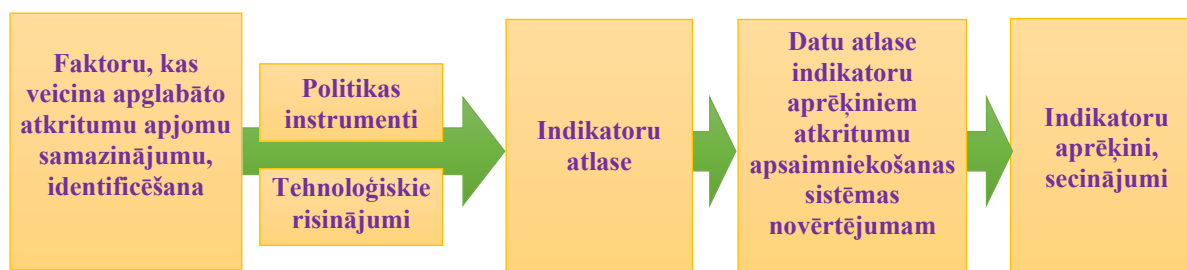 Faktoru, kas
veicina apglabāto
atkritumu apjomu
samazinājumu,
identificēšana
Politikas
instrumenti
Tehnoloģiskie
risinājumi
Indikatoru
atlase
Datu atlase
indikatoru
aprēķiniem
atkritumu
apsaimniekošanas
sistēmas
novērtējumam
Indikatoru
aprēķini,
secinājumi